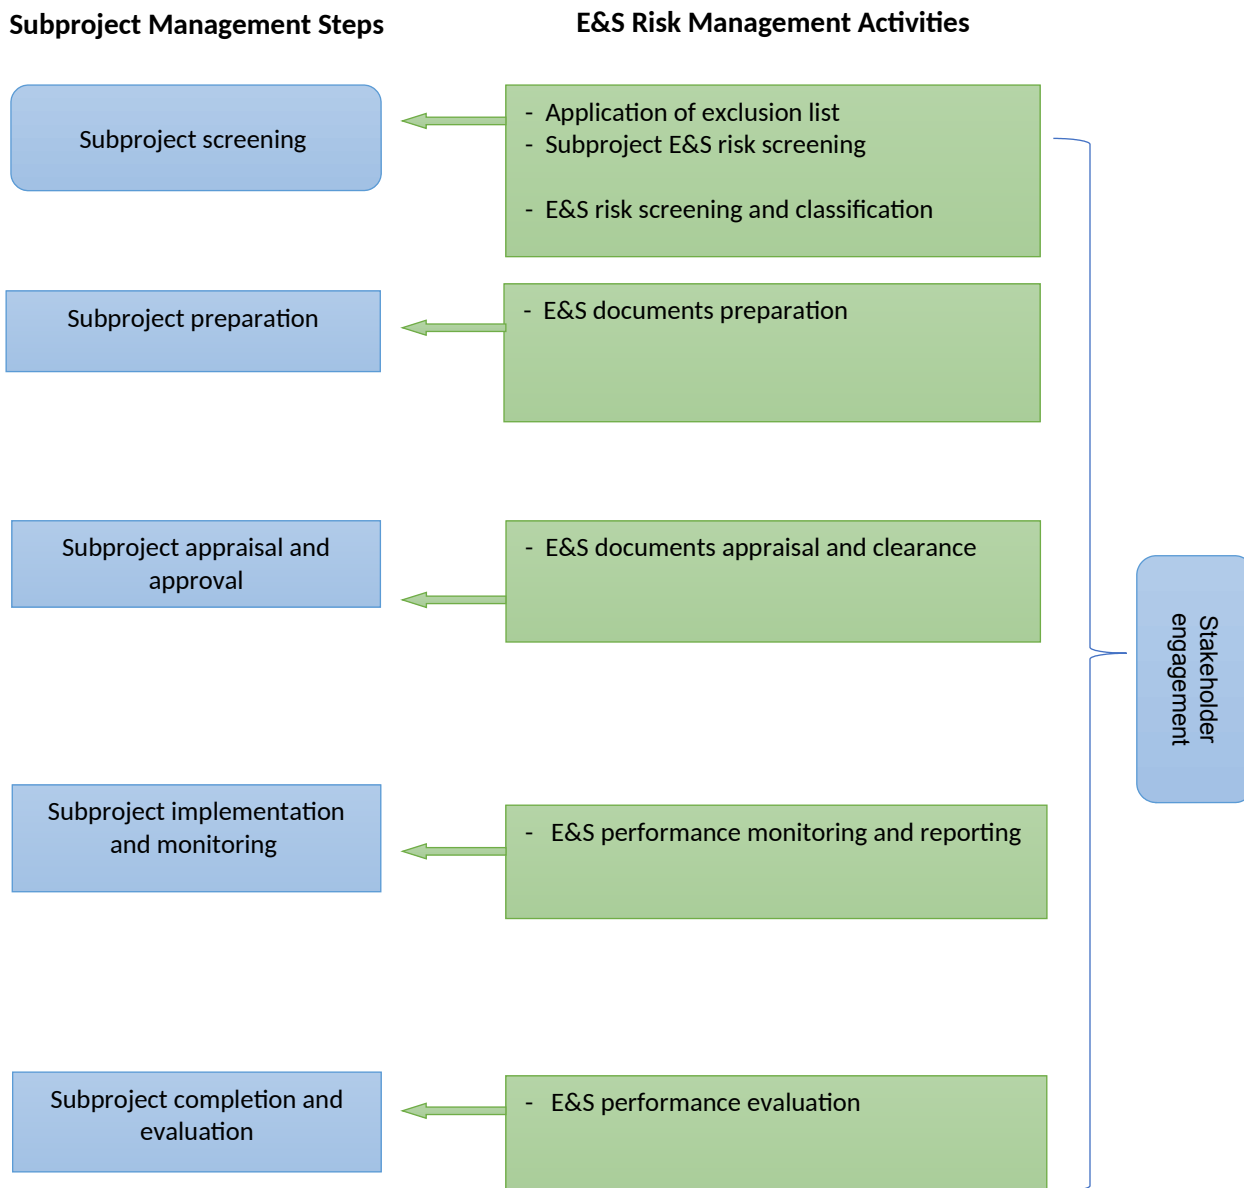 Subproject Management Steps
E&S Risk Management Activities
Subproject screening
- Application of exclusion list
- Subproject E&S risk screening
- E&S risk screening and classification
Subproject preparation
- E&S documents preparation
Subproject appraisal and
approval
- E&S documents appraisal and clearance
Subproject implementation
and monitoring
- E&S performance monitoring and reporting
Subproject completion and
evaluation
- E&S performance evaluation
Stakeholder
engagement